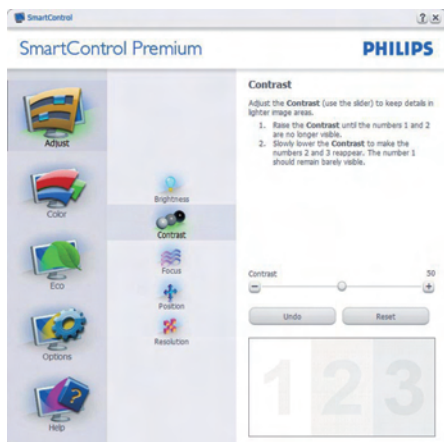 SmartControl
SmartControl Premium
PHILIPS
Adjust
Color
Eco
Options
Help
Brightness
Contrast
Focus
Position
Resolution
Contrast
Adjust the Contrast (use the slider) to keep details in
lighter image areas.
1. Raise the Contrast until the numbers 1 and 2
are no longer visible.
2. Slowly lower the Contrast to make the
numbers 2 and 3 reappear. The number 1
should remain barely visible.
Contrast 50
Undo Reset
1 2 3